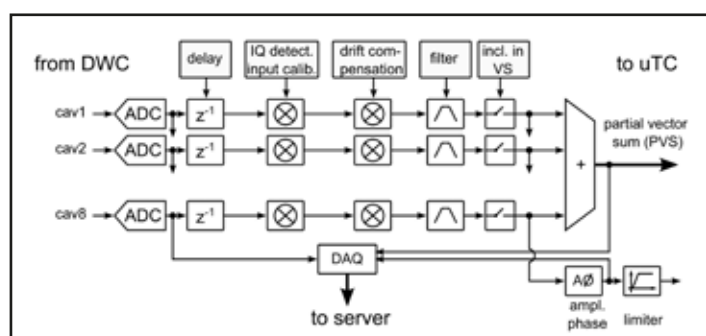 from DWC
delay
IQ detect.
input calib.
drift com-
pensation
filter
incl. in
VS
to uTC
cav1
ADC
z⁻¹
partial vector
sum (PVS)
cav2
ADC
z⁻¹
+
cav8
ADC
z⁻¹
DAQ
AØ
to server
ampl.
phase
limiter